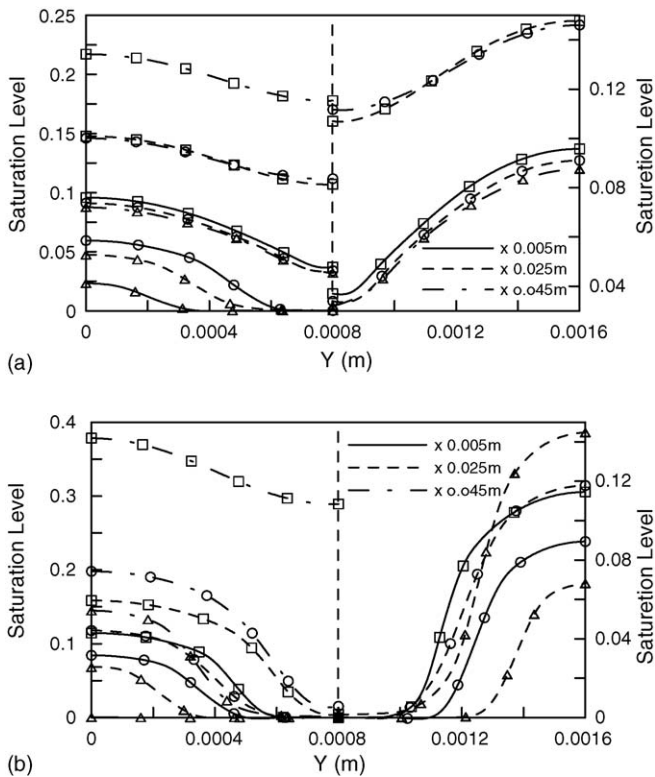 0.25
0.2
0.15
0.1
0.05
0
Saturation Level
0.12
0.08
0.04
Saturetion Level
x 0.005m
x 0.025m
x o.o45m
0 0.0004 0.0008 0.0012 0.0016
Y (m)
(a)
0.4
0.3
0.2
0.1
0
Saturation Level
x 0.005m
x 0.025m
x o.o45m
0.12
0.08
0.04
0
Saturetion Level
0 0.0004 0.0008 0.0012 0.0016
Y (m)
(b)